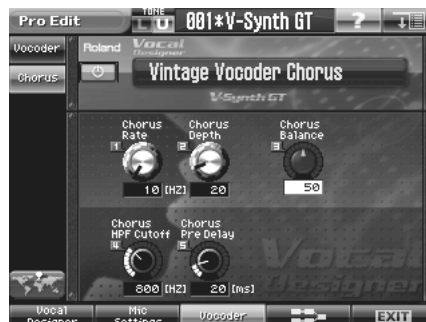 Pro Edit
TONE
L U
001*V-Synth GT
?
Vocoder
Chorus
Roland
Vocal
Designer
Vintage Vocoder Chorus
V-Synth GT
Chorus
Rate
Chorus
Depth
Chorus
Balance
1
2
3
10 [HZ]
20
50
Chorus
HPF Cutoff
Chorus
Pre Delay
4
5
800 [HZ]
20 [ms]
Vocal
Designer
Vocal
Designer
Mic
Settings
Vocoder
EXIT